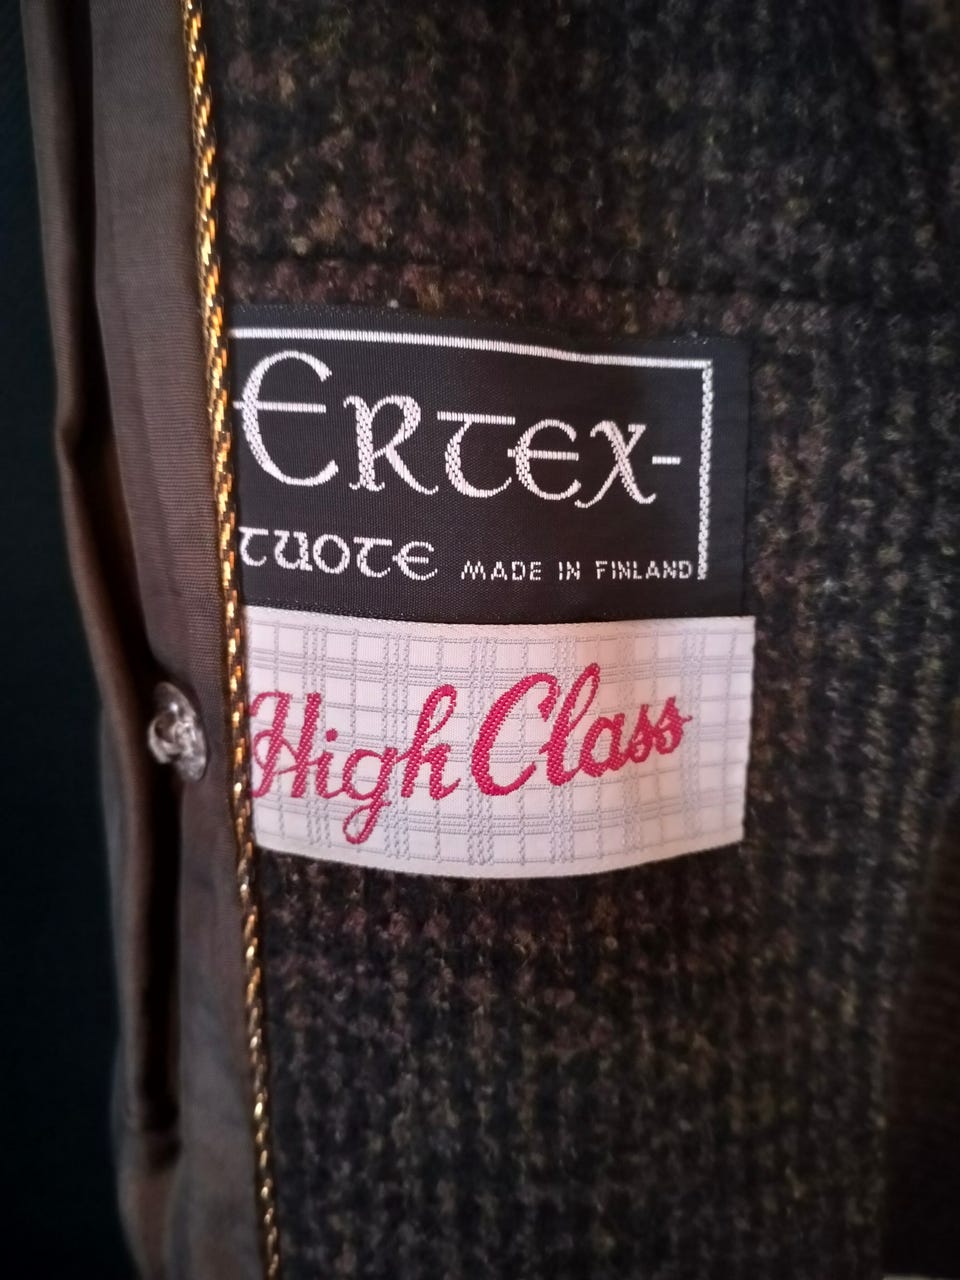 ERTEX-
TUOTE MADE IN FINLAND
High Class